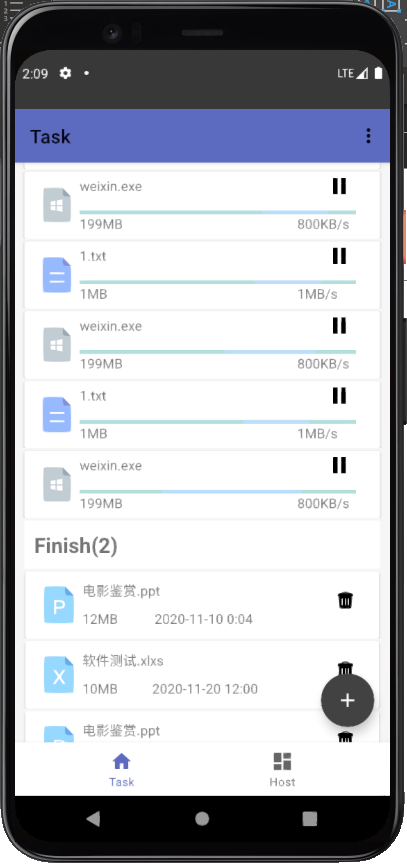 2:09
LTE
Task
weixin.exe
199MB 800KB/s
1.txt
1MB 1MB/s
weixin.exe
199MB 800KB/s
1.txt
1MB 1MB/s
weixin.exe
199MB 800KB/s
Finish(2)
电影鉴赏.ppt
P
12MB 2020-11-10 0:04
软件测试.xlxs
X
10MB 2020-11-20 12:00
电影鉴赏.ppt
Task Host